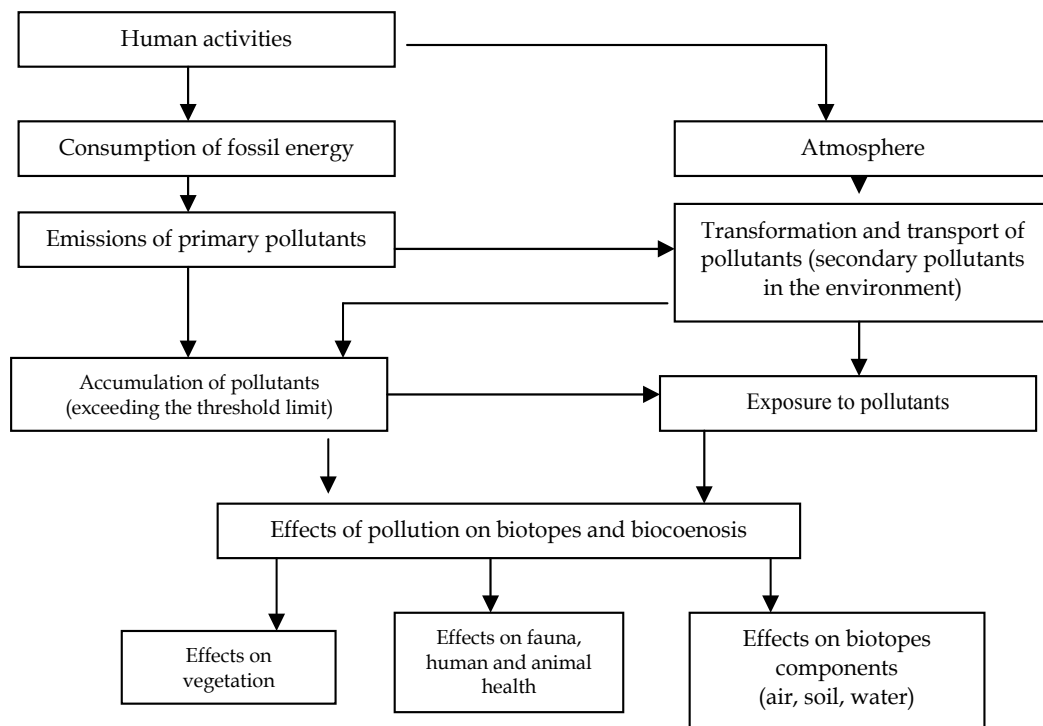 Human activities
Consumption of fossil energy
Atmosphere
Emissions of primary pollutants
Transformation and transport of
pollutants (secondary pollutants
in the environment)
Accumulation of pollutants
(exceeding the threshold limit)
Exposure to pollutants
Effects of pollution on biotopes and biocoenosis
Effects on
vegetation
Effects on fauna,
human and animal
health
Effects on biotopes
components
(air, soil, water)